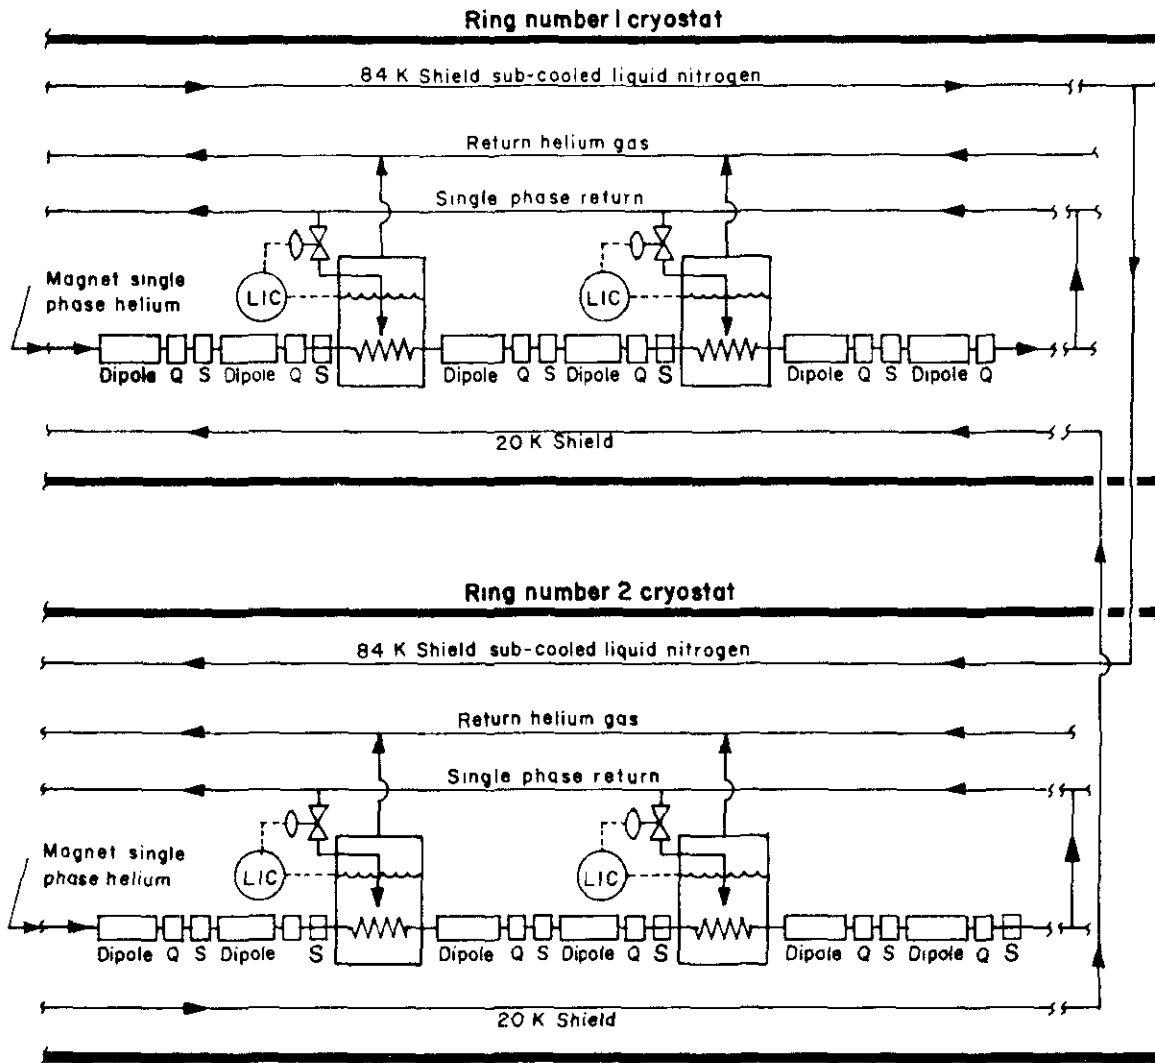 Ring number 1 cryostat
84 K Shield sub-cooled liquid nitrogen
Return helium gas
Single phase return
Magnet single
phase helium
LIC
LIC
Dipole Q S Dipole Q S Dipole Q S Dipole Q S Dipole Q S Dipole Q
20 K Shield
Ring number 2 cryostat
84 K Shield sub-cooled liquid nitrogen
Return helium gas
Single phase return
Magnet single
phase helium
LIC
LIC
Dipole Q S Dipole S Dipole Q S Dipole Q S Dipole Q S Dipole Q S
20 K Shield